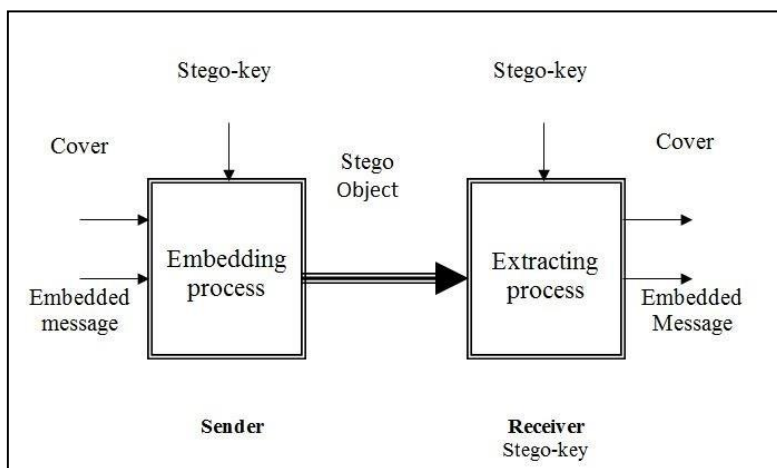 Stego-key
Stego-key
Cover
Stego
Object
Cover
Embedding
process
Extracting
process
Embedded
message
Embedded
Message
Sender
Receiver
Stego-key